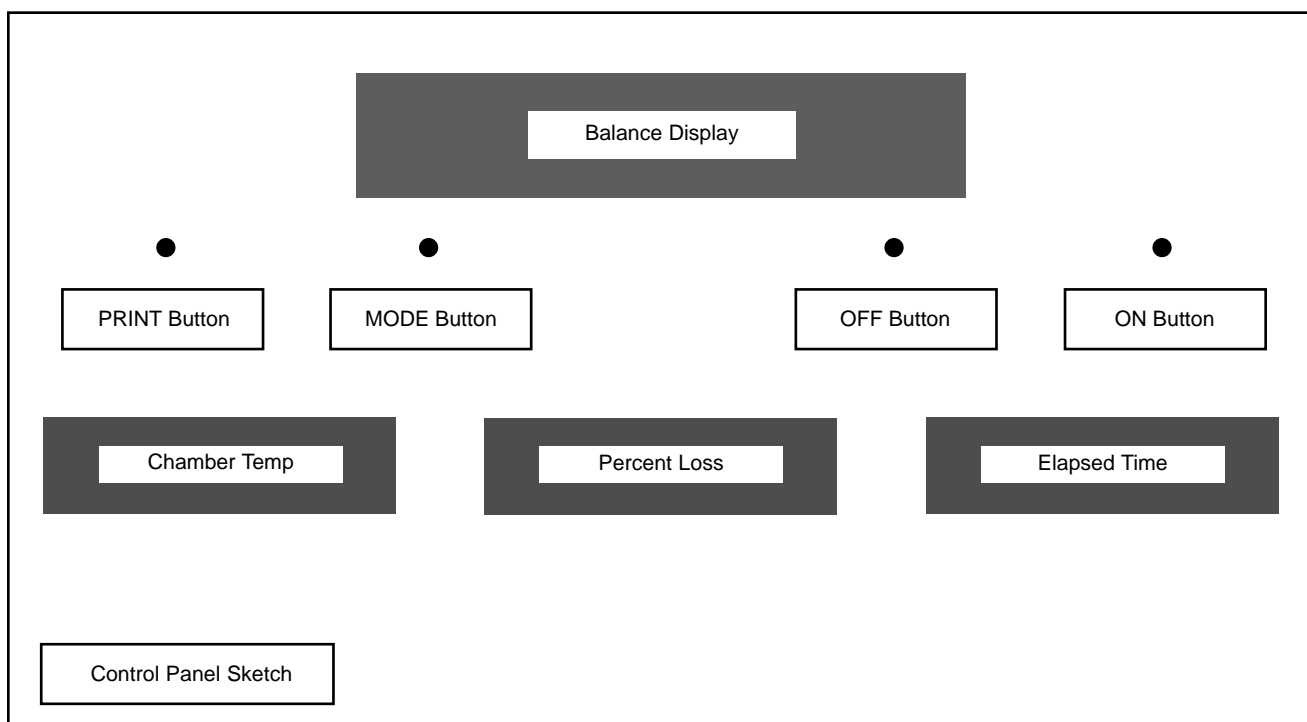 Balance Display
PRINT Button
MODE Button
OFF Button
ON Button
Chamber Temp
Percent Loss
Elapsed Time
Control Panel Sketch